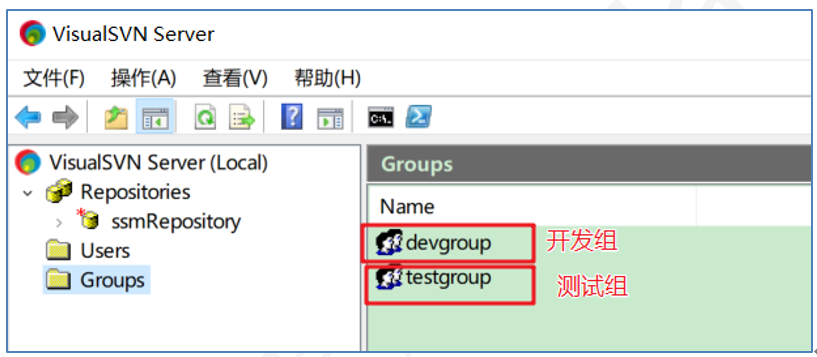 VisualSVN Server
文件(F) 操作(A) 查看(V) 帮助(H)
VisualSVN Server (Local)
Repositories
ssmRepository
Users
Groups
Groups
Name
devgroup 开发组
testgroup 测试组